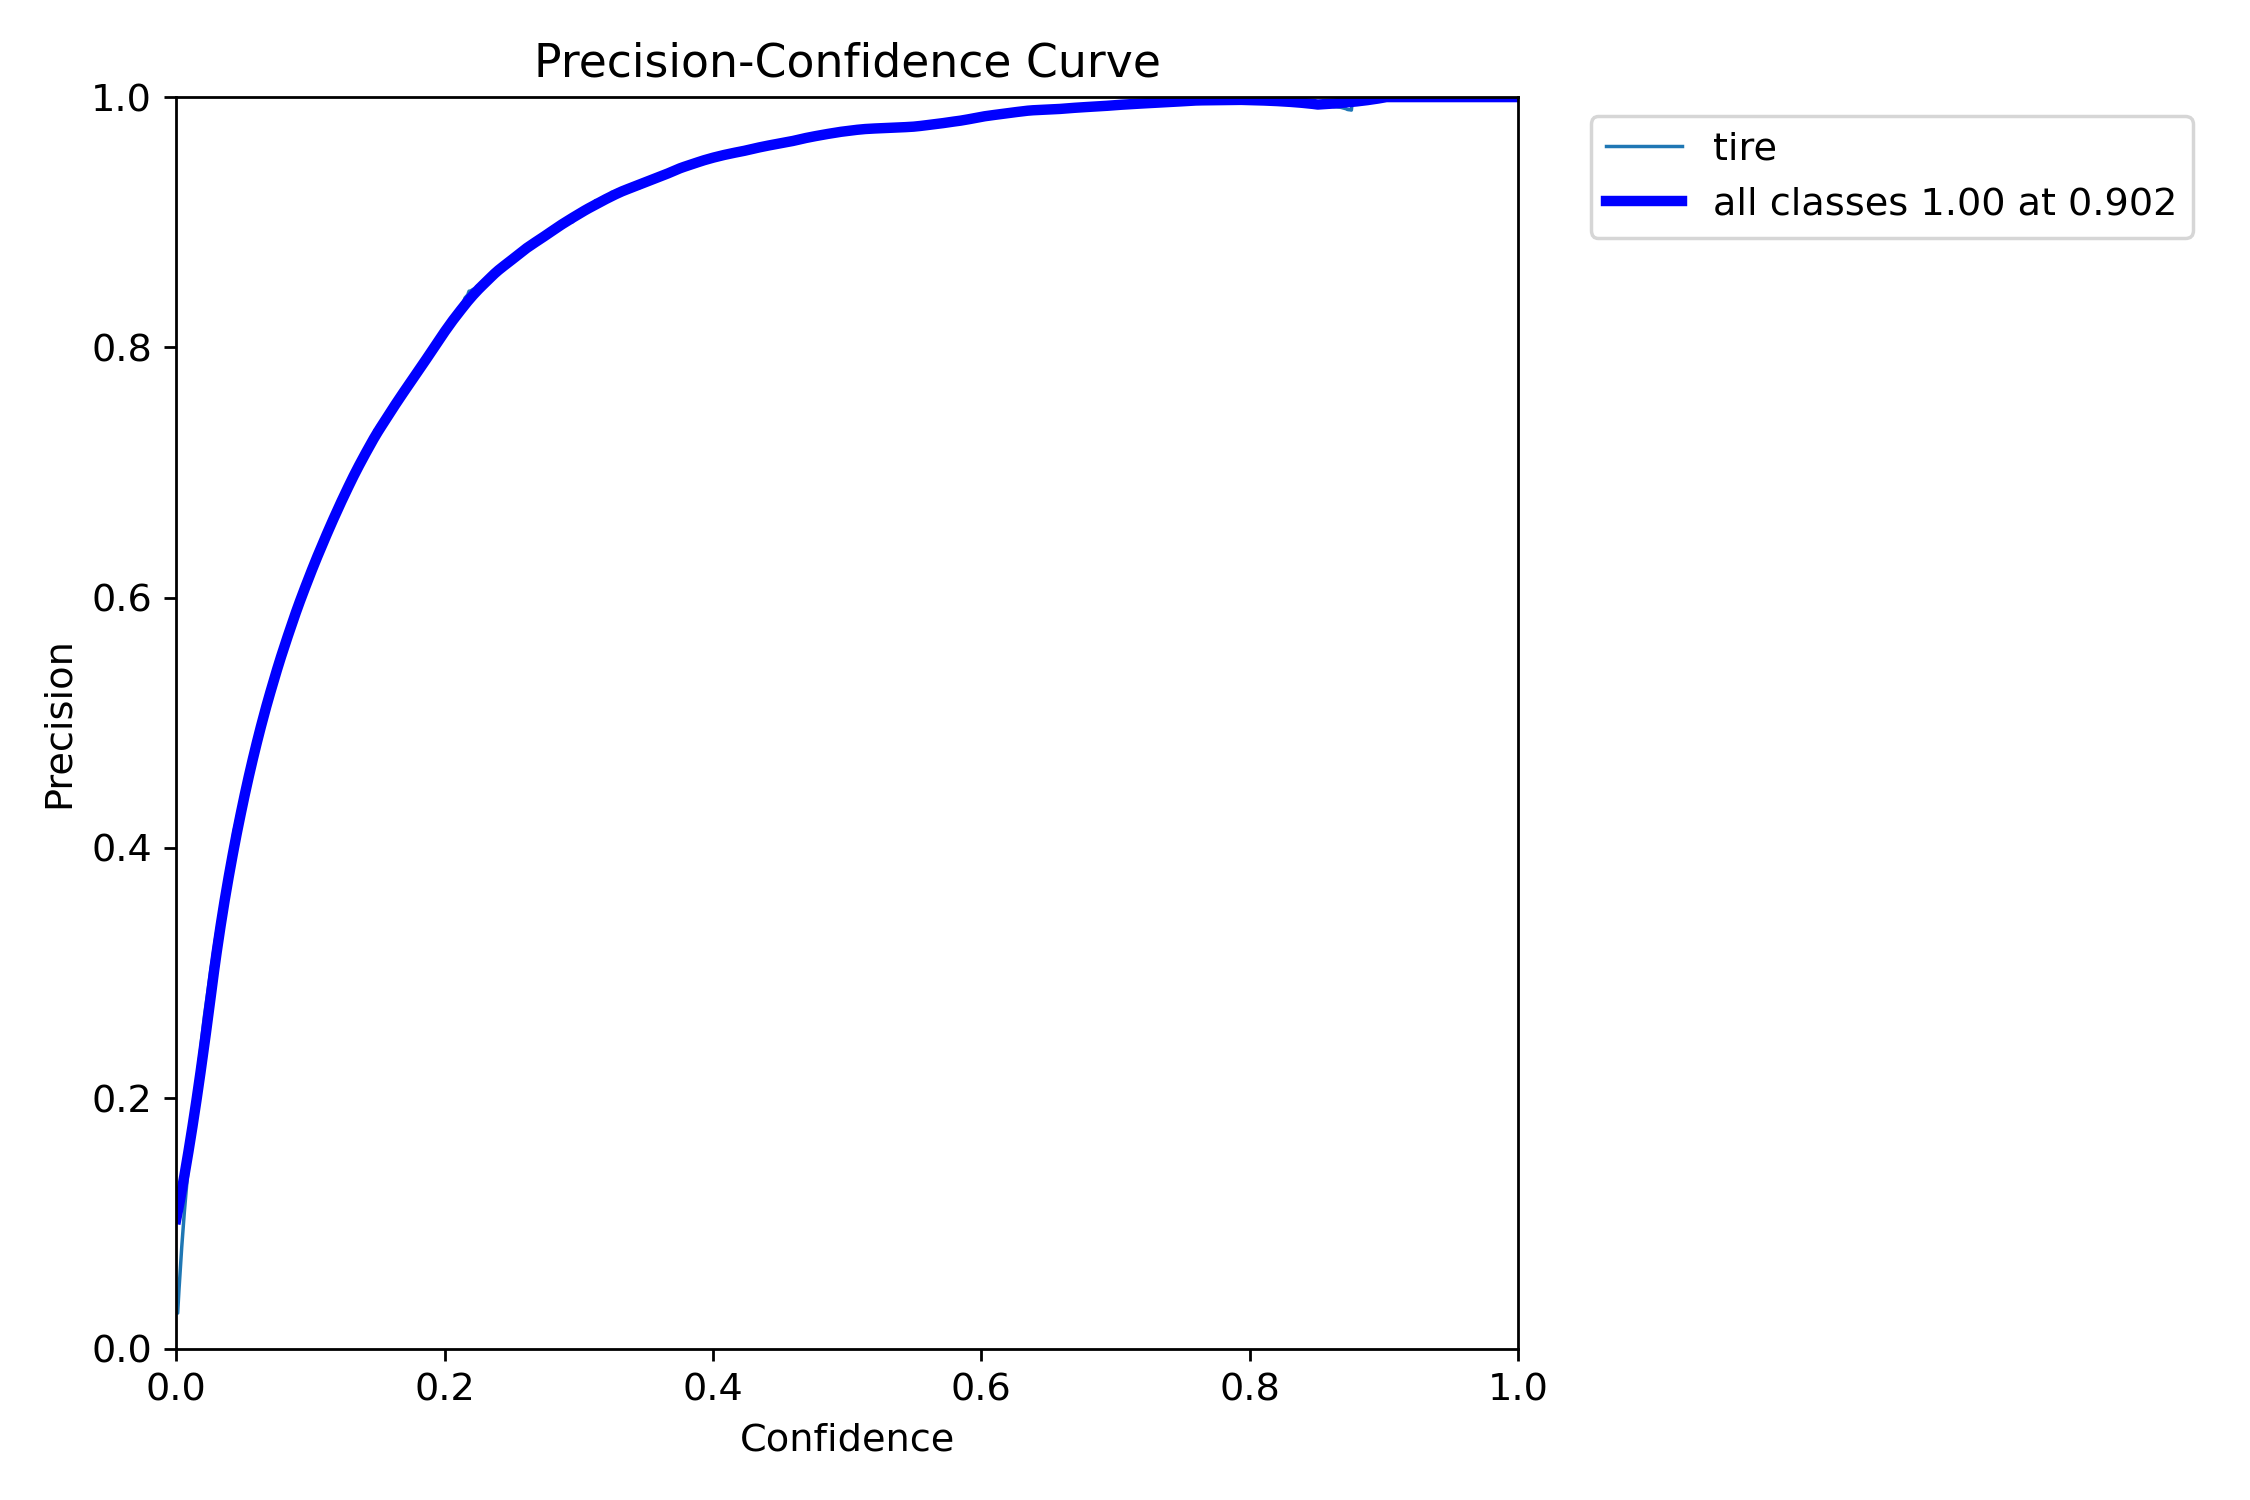 Precision-Confidence Curve
1.0
0.8
0.6
0.4
0.2
0.0
Precision
0.0 0.2 0.4 0.6 0.8 1.0
Confidence
tire
all classes 1.00 at 0.902